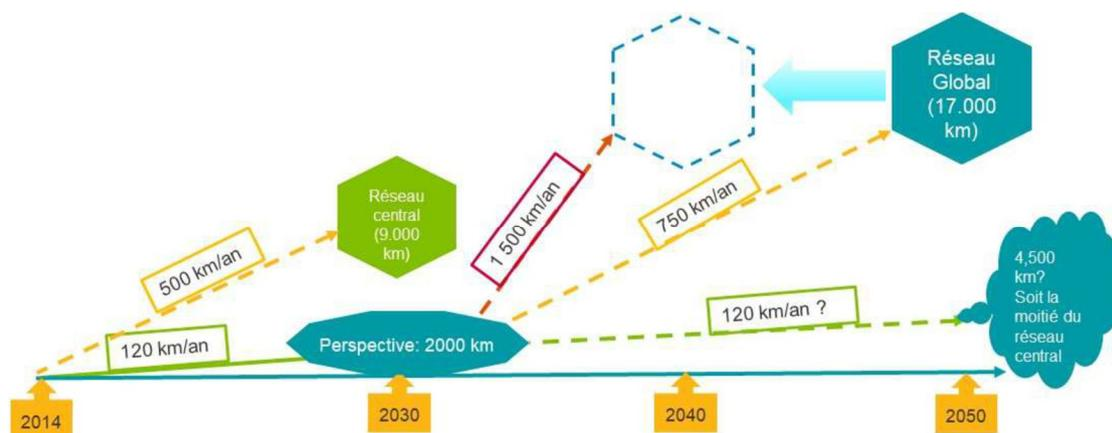 Réseau
Global
(17.000
km)
Réseau
central
(9.000
km)
1 500 km/an
750 km/an
500 km/an
4,500
km?
Soit la
moitié du
réseau
central
120 km/an ?
120 km/an
Perspective: 2000 km
2014
2030
2040
2050